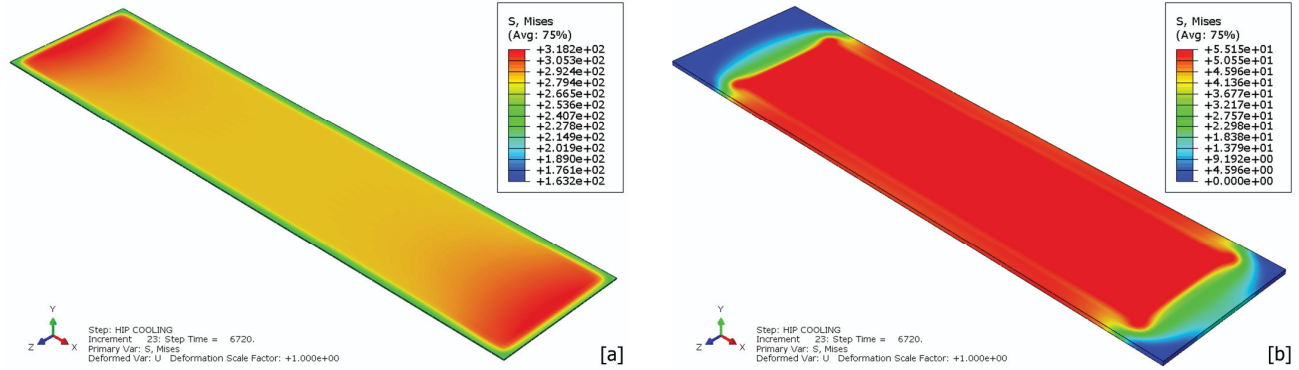 S, Mises
(Avg: 75%)
+3.182e+02
+3.053e+02
+2.924e+02
+2.794e+02
+2.665e+02
+2.536e+02
+2.407e+02
+2.278e+02
+2.149e+02
+2.019e+02
+1.890e+02
+1.761e+02
+1.632e+02
Y
Z X
Step: HIP COOLING
Increment 23: Step Time = 6720.
Primary Var: S, Mises
Deformed Var: U Deformation Scale Factor: +1.000e+00
[a]
S, Mises
(Avg: 75%)
+5.515e+01
+5.055e+01
+4.596e+01
+4.136e+01
+3.677e+01
+3.217e+01
+2.757e+01
+2.298e+01
+1.838e+01
+1.379e+01
+9.192e+00
+4.596e+00
+0.000e+00
Y
Z X
Step: HIP COOLING
Increment 23: Step Time = 6720.
Primary Var: S, Mises
Deformed Var: U Deformation Scale Factor: +1.000e+00
[b]